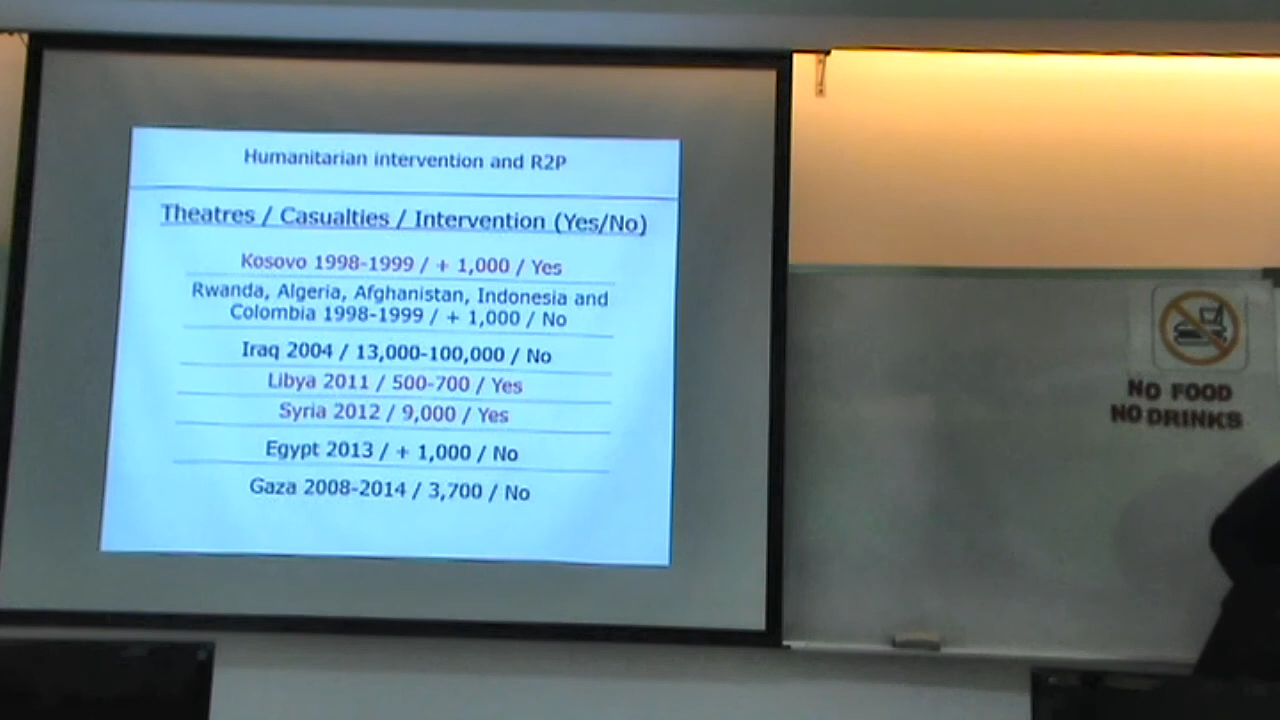 Humanitarian intervention and R2P
Theatres / Casualties / Intervention (Yes/No)
Kosovo 1998-1999 / + 1,000 / Yes
Rwanda, Algeria, Afghanistan, Indonesia and
Colombia 1998-1999 / + 1,000 / No
Iraq 2004 / 13,000-100,000 / No
Libya 2011 / 500-700 / Yes
Syria 2012 / 9,000 / Yes
Egypt 2013 / + 1,000 / No
Gaza 2008-2014 / 3,700 / No
NO FOOD
NO DRINKS